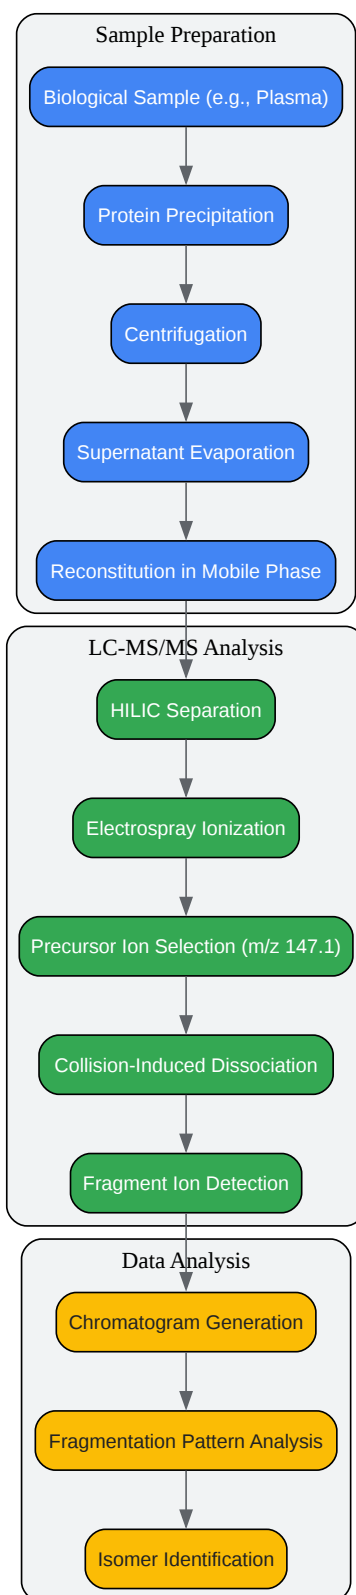 Sample Preparation
Biological Sample (e.g., Plasma)
Protein Precipitation
Centrifugation
Supernatant Evaporation
Reconstitution in Mobile Phase
LC-MS/MS Analysis
HILIC Separation
Electrospray Ionization
Precursor Ion Selection (m/z 147.1)
Collision-Induced Dissociation
Fragment Ion Detection
Data Analysis
Chromatogram Generation
Fragmentation Pattern Analysis
Isomer Identification